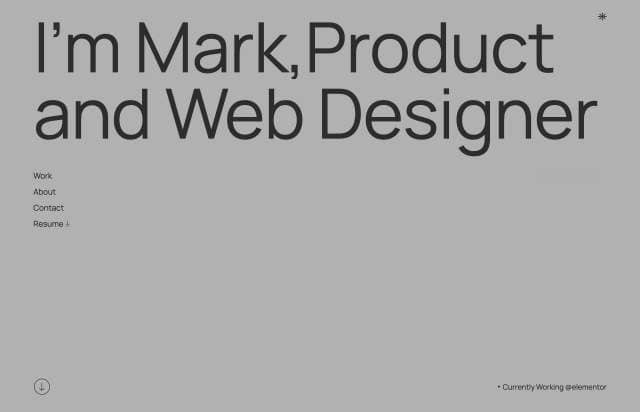 I’m Mark, Product
and Web Designer
Work
About
Contact
Resume ↓
• Currently Working @elementor